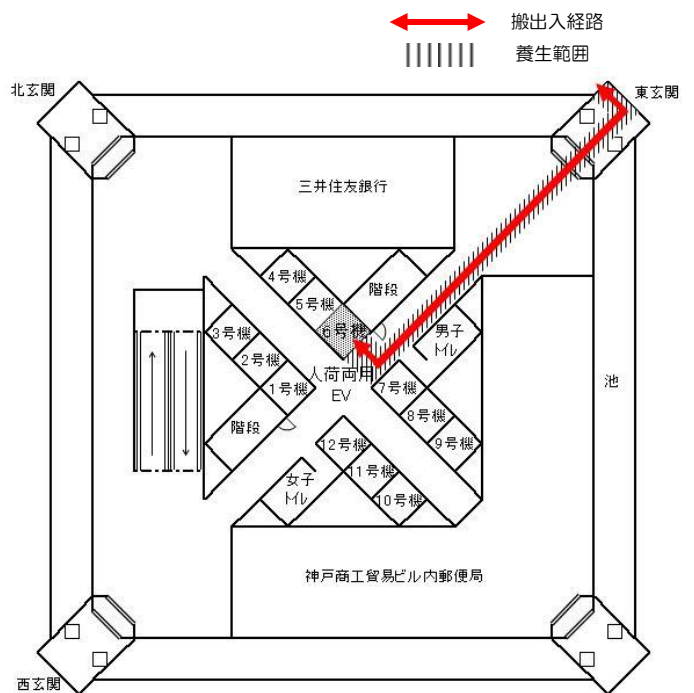 搬出入経路
養生範囲
北玄関
東玄関
三井住友銀行
4号機
5号機
階段
6号機
男子
トイレ
3号機
2号機
1号機
人荷両用
EV
7号機
8号機
9号機
池
階段
12号機
11号機
10号機
女子
トイレ
神戸商工貿易ビル内郵便局
西玄関